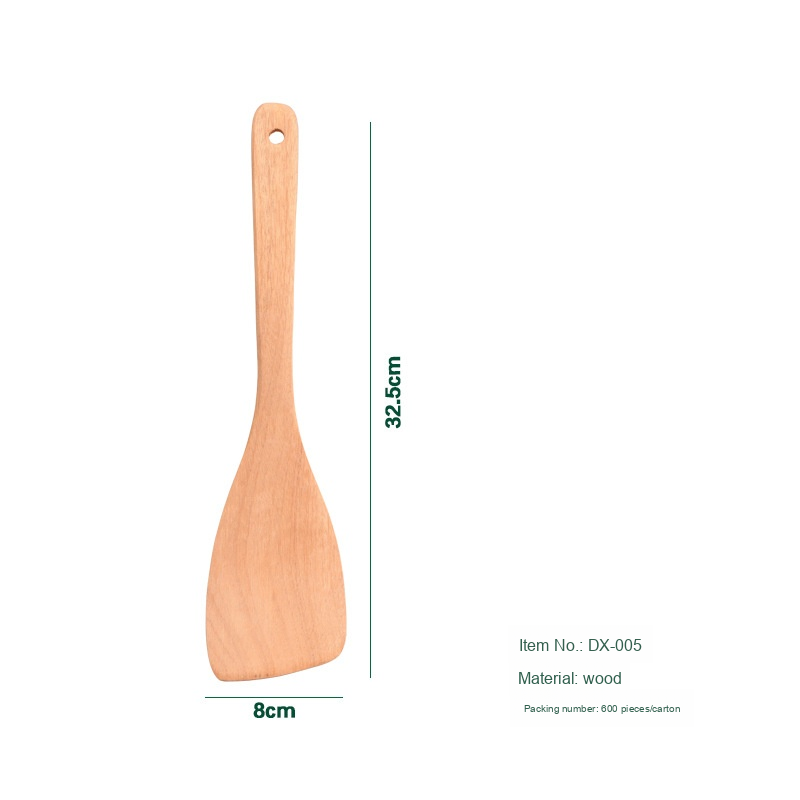 32.5cm
8cm
Item No.: DX-005
Material: wood
Packing number: 600 pieces/carton